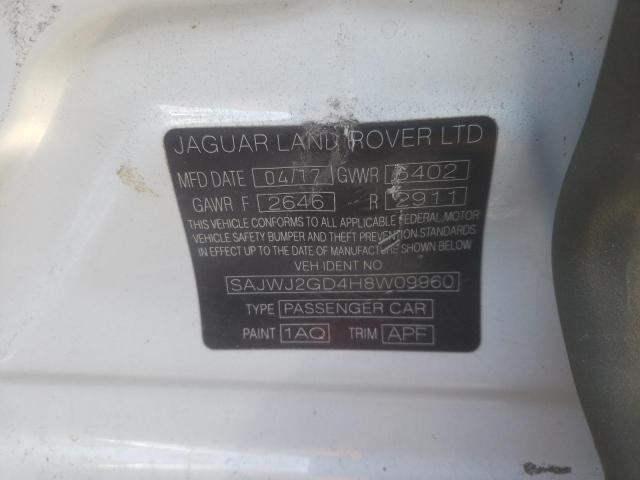 JAGUAR LAND ROVER LTD
MFD DATE 04/17 GVWR 5402
GAWR F 2646 R 2911
THIS VEHICLE CONFORMS TO ALL APPLICABLE FEDERAL MOTOR
VEHICLE SAFETY BUMPER AND THEFT PREVENTION STANDARDS
IN EFFECT UP TO THE DATE OF MANUFACTURE SHOWN BELOW
VEH IDENT NO
SAJWJ2GD4H8W09960
TYPE PASSENGER CAR
PAINT 1AQ TRIM APF